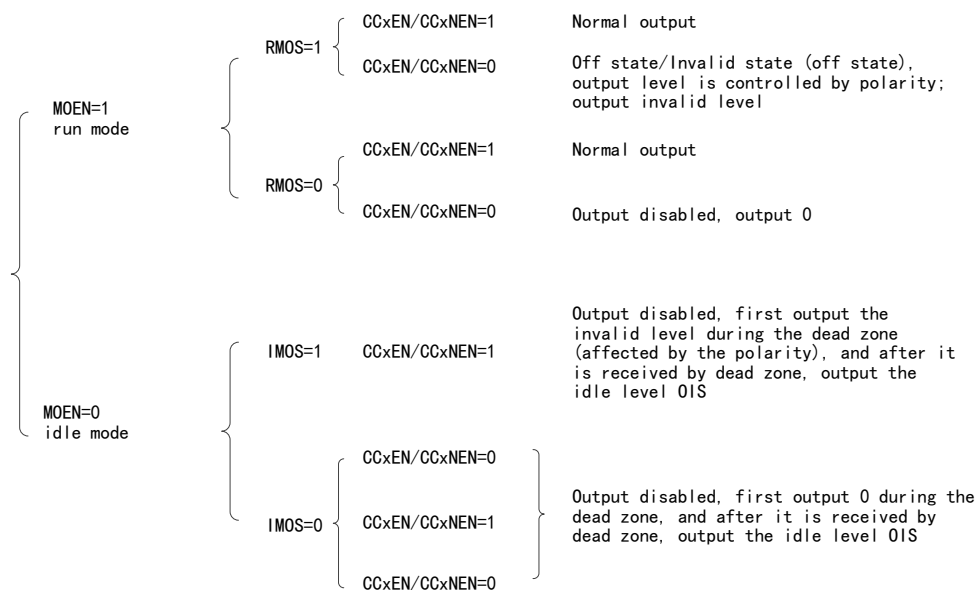 CCxEN/CCxNEN=1 Normal output
RMOS=1
CCxEN/CCxNEN=0 Off state/Invalid state (off state),
output level is controlled by polarity;
output invalid level
MOEN=1
run mode
CCxEN/CCxNEN=1 Normal output
RMOS=0
CCxEN/CCxNEN=0 Output disabled, output 0
Output disabled, first output the
invalid level during the dead zone
IMOS=1 CCxEN/CCxNEN=1 (affected by the polarity), and after it
is received by dead zone, output the
idle level OIS
MOEN=0
idle mode
CCxEN/CCxNEN=0
Output disabled, first output 0 during the
IMOS=0 CCxEN/CCxNEN=1 dead zone, and after it is received by
dead zone, output the idle level OIS
CCxEN/CCxNEN=0